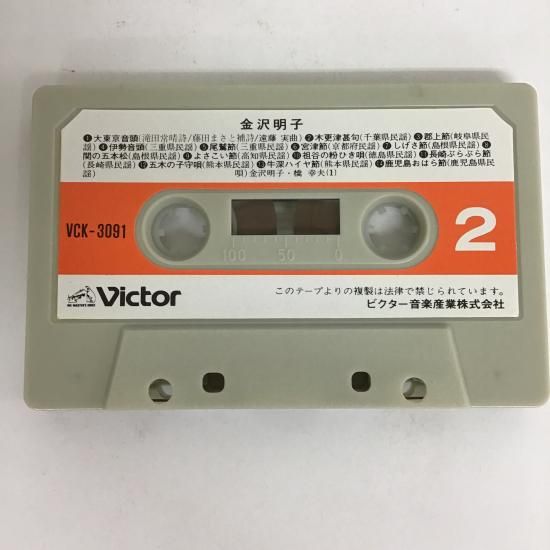 金沢明子
❶大東京音頭(滝田常晴詩/藤田まさと補詩/遠藤 実曲)❷木更津甚句(千葉県民謡)❸郡上節(岐阜県民
謡)❹伊勢音頭(三重県民謡)❺尾鷲節(三重県民謡)❻宮津節(京都府民謡)❼しげさ節(島根県民謡)❽
関の五本松(島根県民謡)❾よさこい節(高知県民謡)❿祖谷の粉ひき唄(徳島県民謡)⓫長崎ぶらぶら節
(長崎県民謡)⓬五木の子守唄(熊本県民謡)⓭牛深ハイヤ節(熊本県民謡)⓮鹿児島おはら節(鹿児島県民
唄)金沢明子・橋 幸夫(1)
VCK-3091
100 50 0
2
HIS MASTER'S VOICE
Victor
このテープよりの複製は法律で禁じられています。
ビクター音楽産業株式会社